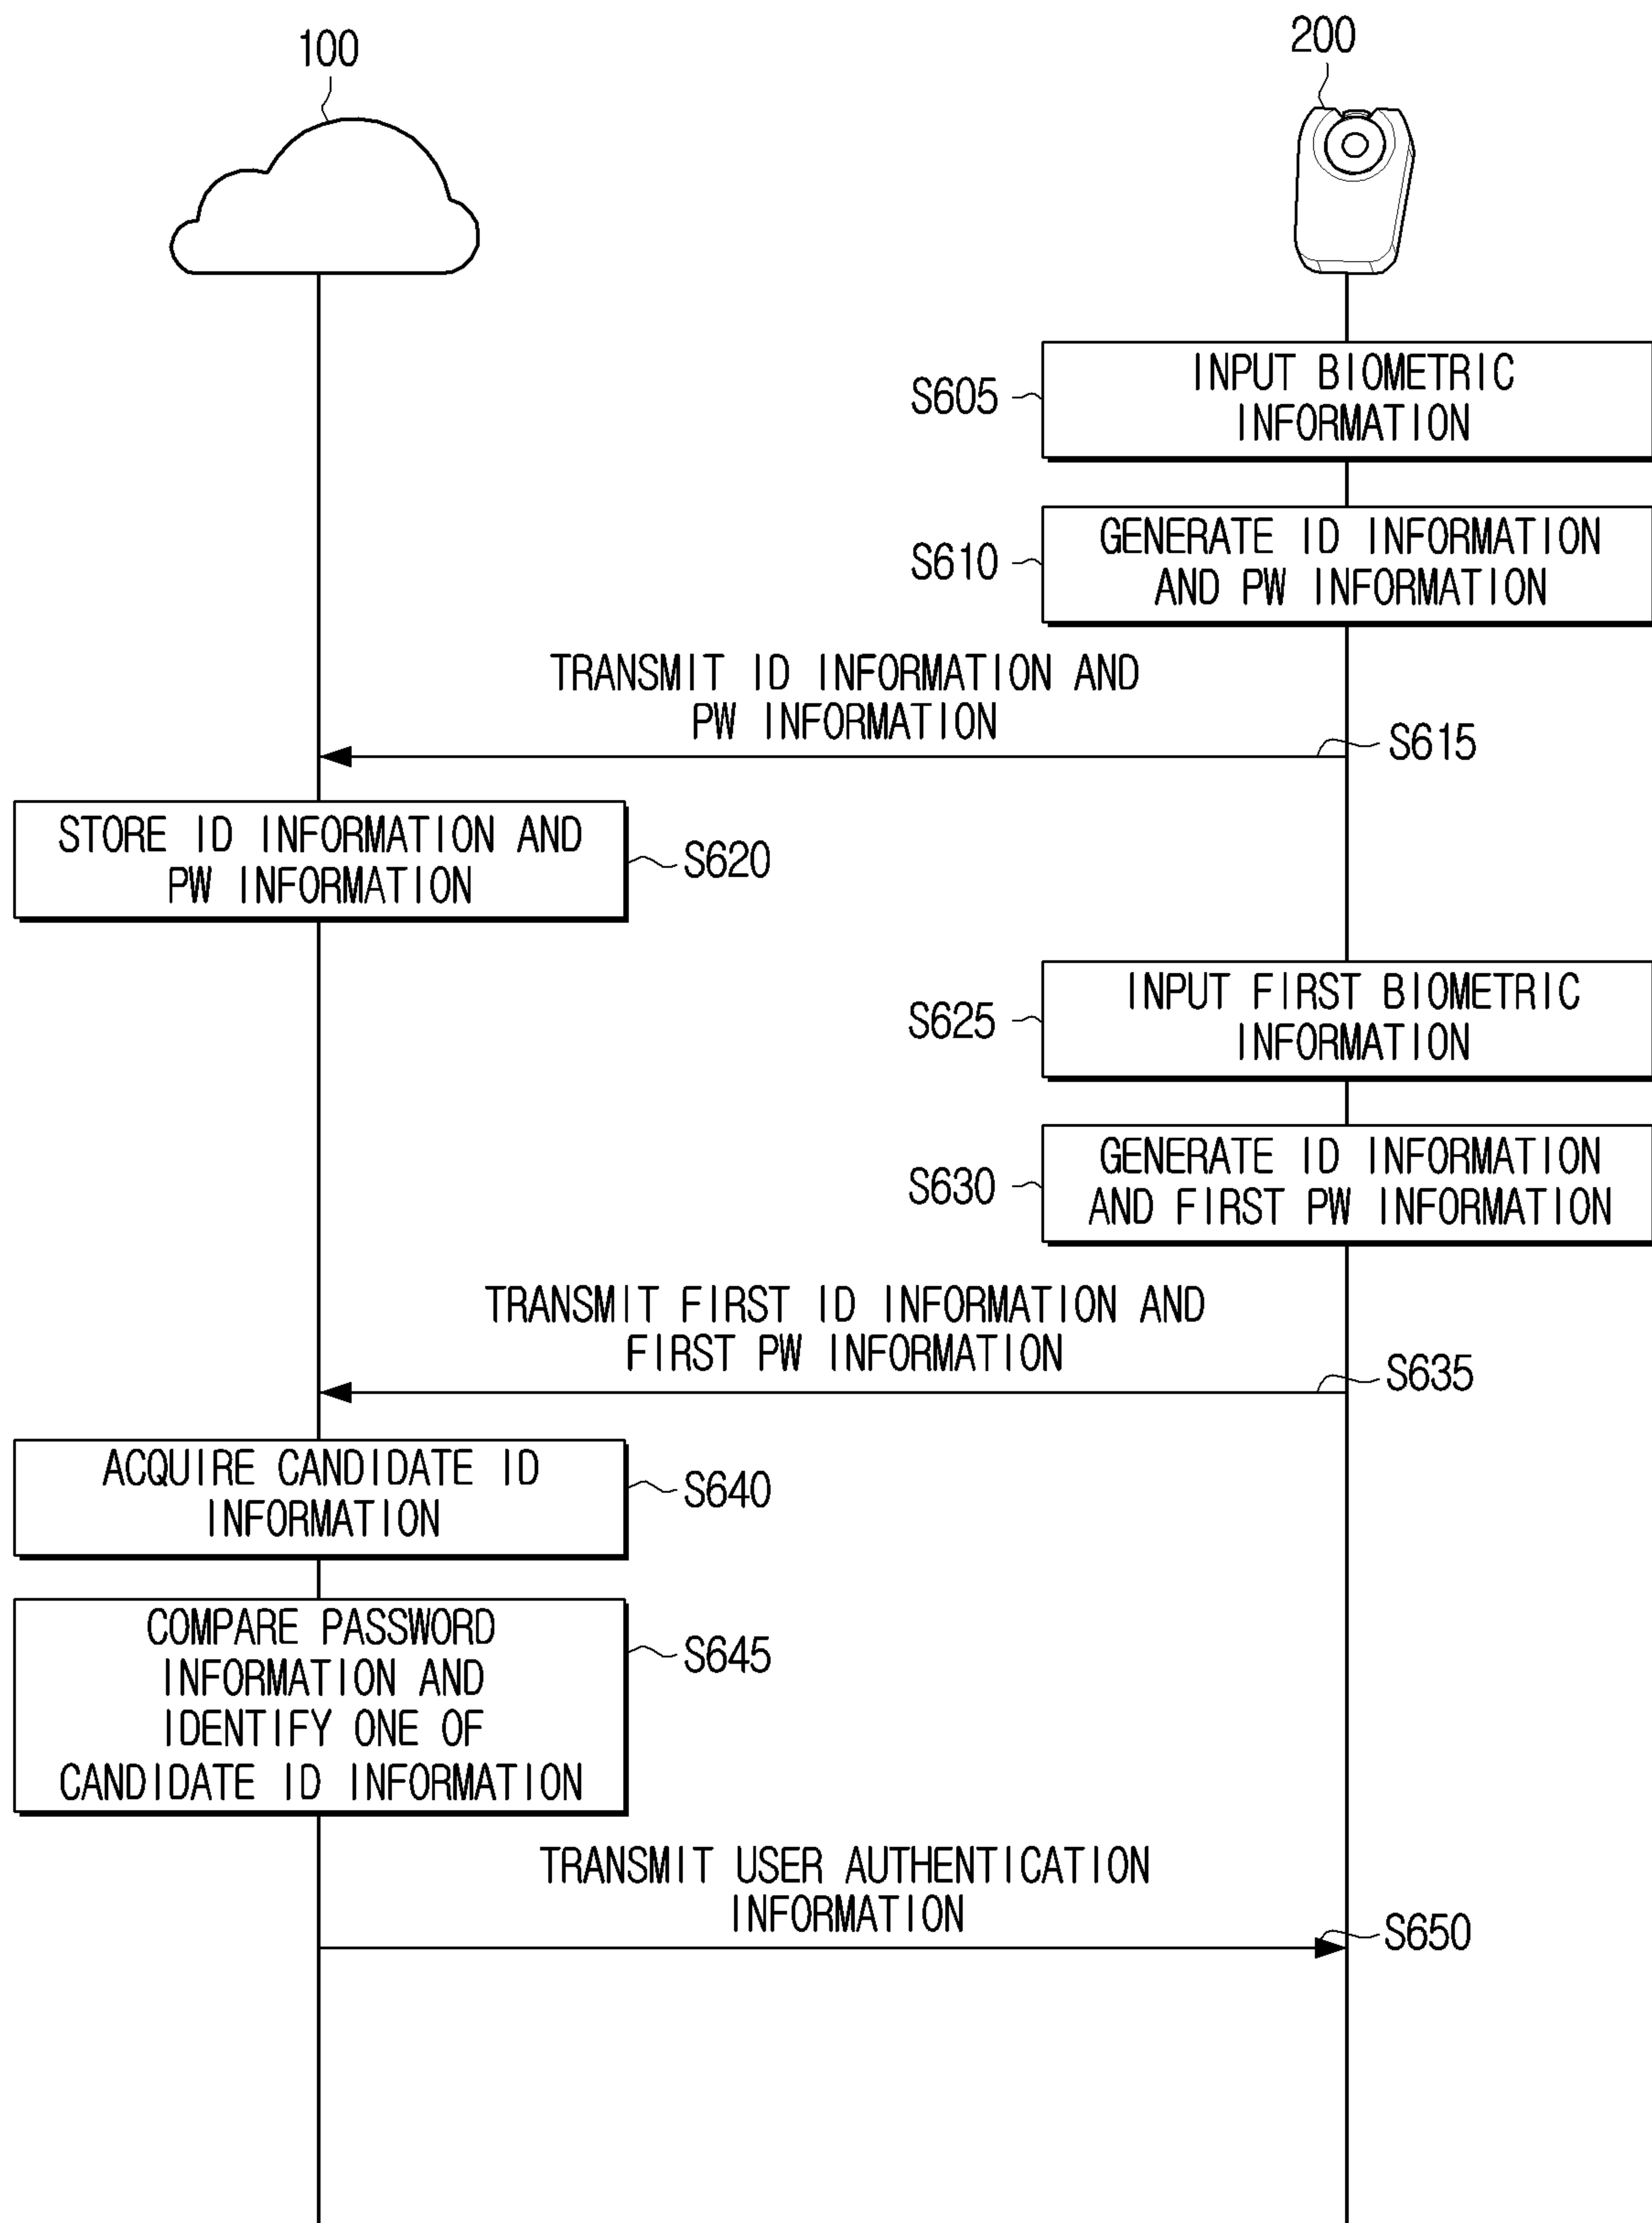 100
200
S605
INPUT BIOMETRIC
INFORMATION
S610
GENERATE ID INFORMATION
AND PW INFORMATION
TRANSMIT ID INFORMATION AND
PW INFORMATION
S615
STORE ID INFORMATION AND
PW INFORMATION
S620
S625
INPUT FIRST BIOMETRIC
INFORMATION
S630
GENERATE ID INFORMATION
AND FIRST PW INFORMATION
TRANSMIT FIRST ID INFORMATION AND
FIRST PW INFORMATION
S635
ACQUIRE CANDIDATE ID
INFORMATION
S640
COMPARE PASSWORD
INFORMATION AND
IDENTIFY ONE OF
CANDIDATE ID INFORMATION
S645
TRANSMIT USER AUTHENTICATION
INFORMATION
S650